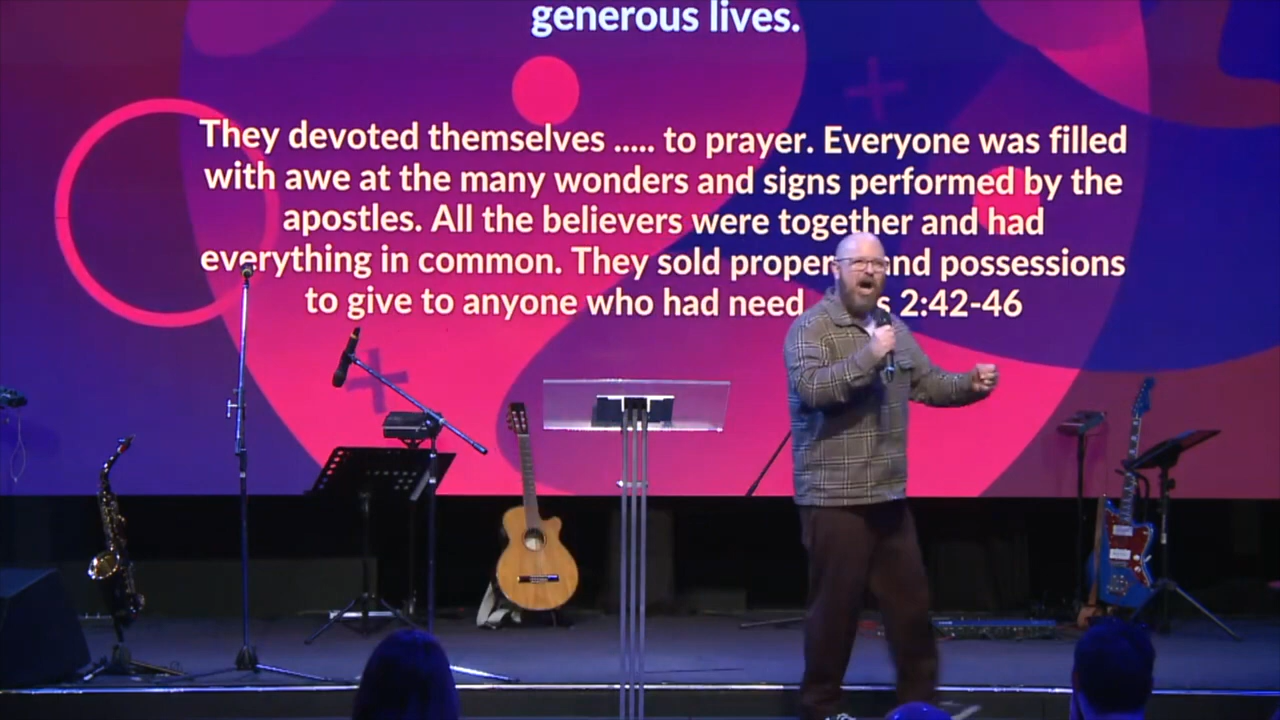 generous lives.
They devoted themselves ..... to prayer. Everyone was filled
with awe at the many wonders and signs performed by the
apostles. All the believers were together and had
everything in common. They sold and possessions
to give to anyone who had need 2:42-46